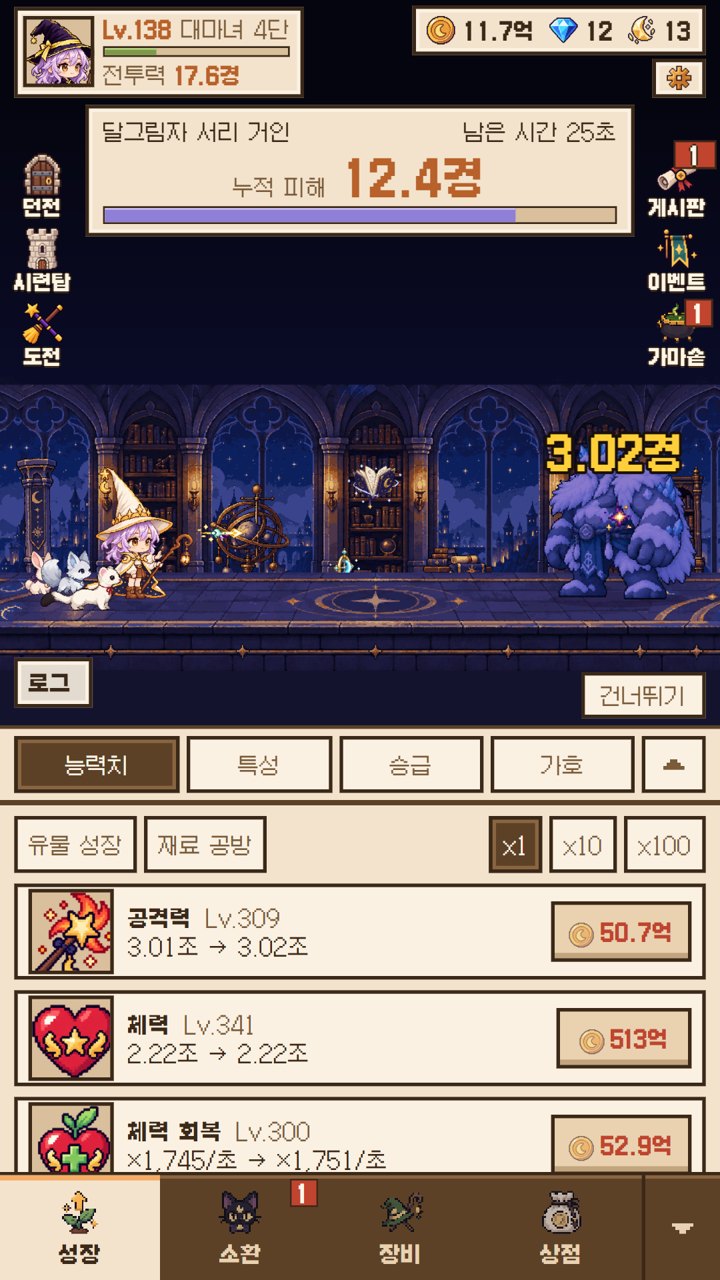 Lv.138 대마녀 4단
전투력 17.6경
11.7억 12 13
달그림자 서리 거인 남은 시간 25초
누적 피해 12.4경
던전
시련탑
도전
1
게시판
이벤트
1
가마솥
3.02경
로그
건너뛰기
능력치 특성 승급 가호
유물 성장 재료 공방 x1 x10 x100
공격력 Lv.309
3.01조 → 3.02조
50.7억
체력 Lv.341
2.22조 → 2.22조
513억
체력 회복 Lv.300
×1,745/초 → ×1,751/초
52.9억
1
성장 소환 장비 상점